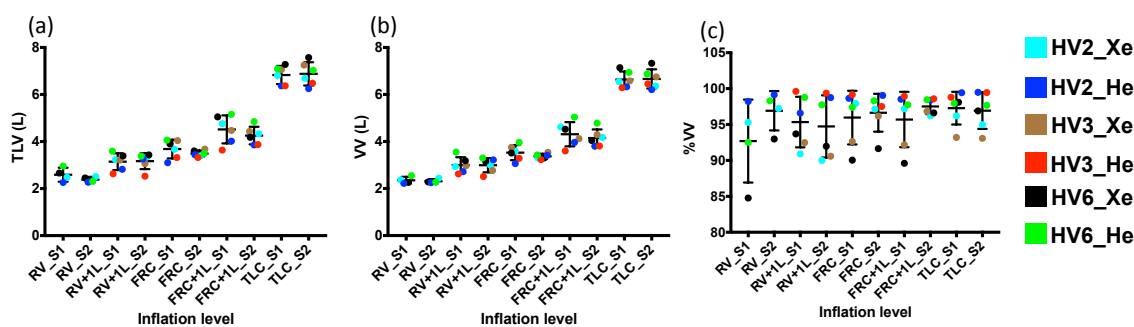 (a)
TLV (L)
8
6
4
2
0
RV_S1
RV_S2
RV+1L_S1
RV+1L_S2
FRC_S1
FRC_S2
FRC+1L_S1
FRC+1L_S2
TLC_S1
TLC_S2
Inflation level
(b)
VV (L)
8
6
4
2
0
RV_S1
RV_S2
RV+1L_S1
RV+1L_S2
FRC_S1
FRC_S2
FRC+1L_S1
FRC+1L_S2
TLC_S1
TLC_S2
Inflation level
%VV
105
100
95
90
85
80
(c)
RV_S1
RV_S2
RV+1L_S1
RV+1L_S2
FRC_S1
FRC_S2
FRC+1L_S1
FRC+1L_S2
TLC_S1
TLC_S2
Inflation level
HV2_Xe
HV2_He
HV3_Xe
HV3_He
HV6_Xe
HV6_He